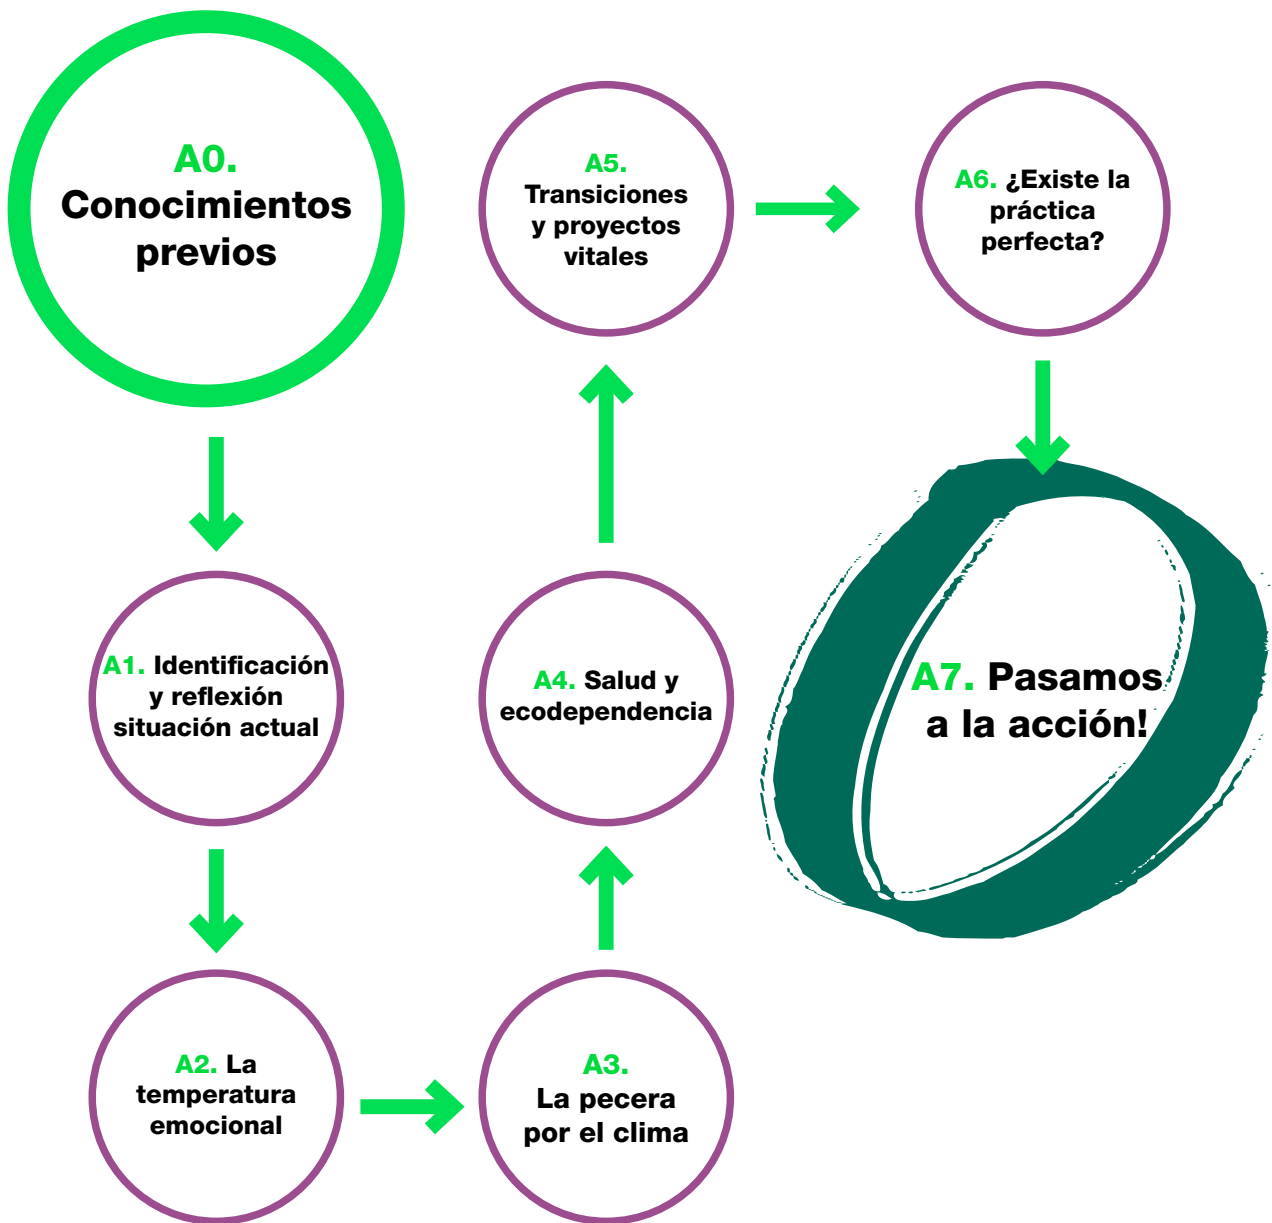 A0.
Conocimientos
previos
A1. Identificación
y reflexión
situación actual
A2. La
temperatura
emocional
A3.
La pecera
por el clima
A4. Salud y
ecodependencia
A5.
Transiciones
y proyectos
vitales
A6. ¿Existe la
práctica
perfecta?
A7. Pasamos
a la acción!